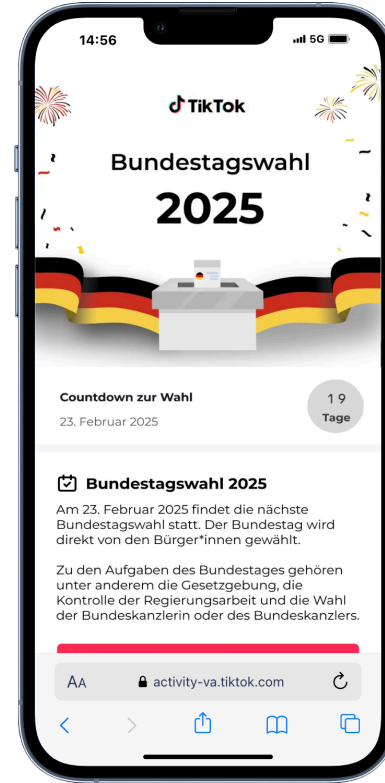 14:56
5G
TikTok
Bundestagswahl
2025
Countdown zur Wahl
23. Februar 2025
19
Tage
Bundestagswahl 2025
Am 23. Februar 2025 findet die nächste
Bundestagswahl statt. Der Bundestag wird
direkt von den Bürger*innen gewählt.
Zu den Aufgaben des Bundestages gehören
unter anderem die Gesetzgebung, die
Kontrolle der Regierungsarbeit und die Wahl
der Bundeskanzlerin oder des Bundeskanzlers.
AA
activity-va.tiktok.com